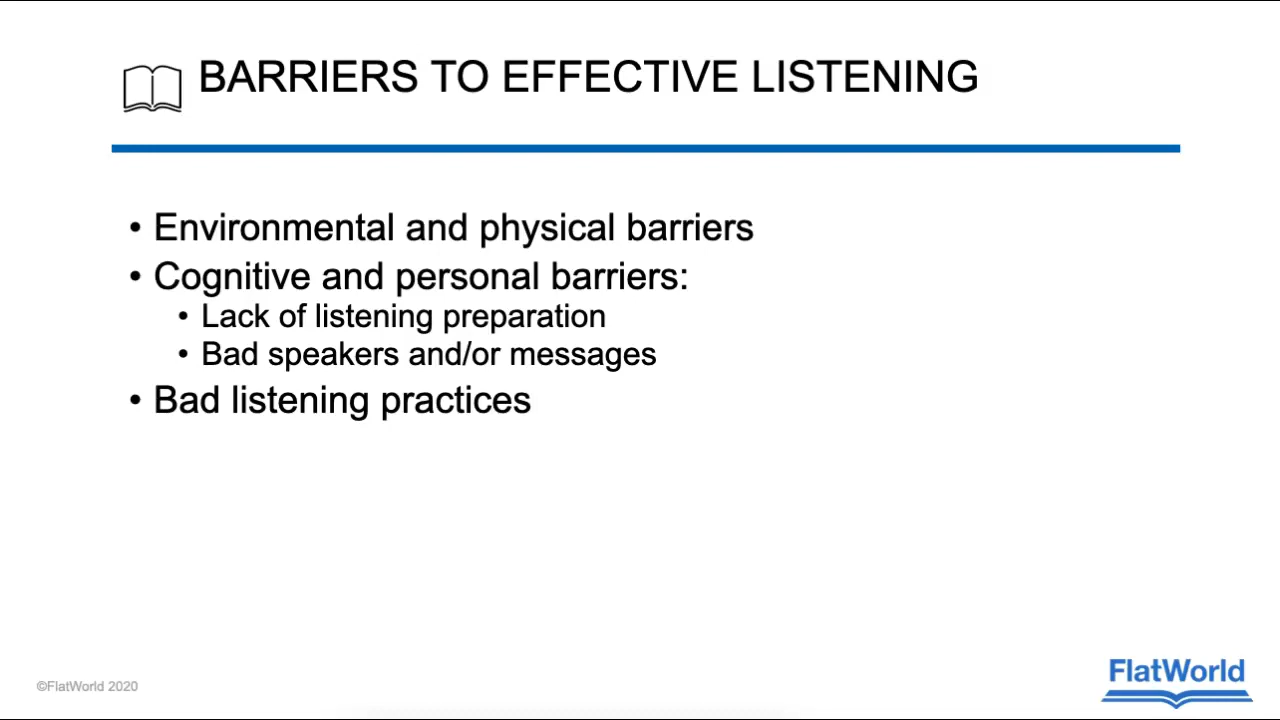 BARRIERS TO EFFECTIVE LISTENING
• Environmental and physical barriers
• Cognitive and personal barriers:
• Lack of listening preparation
• Bad speakers and/or messages
• Bad listening practices
©FlatWorld 2020
FlatWorld